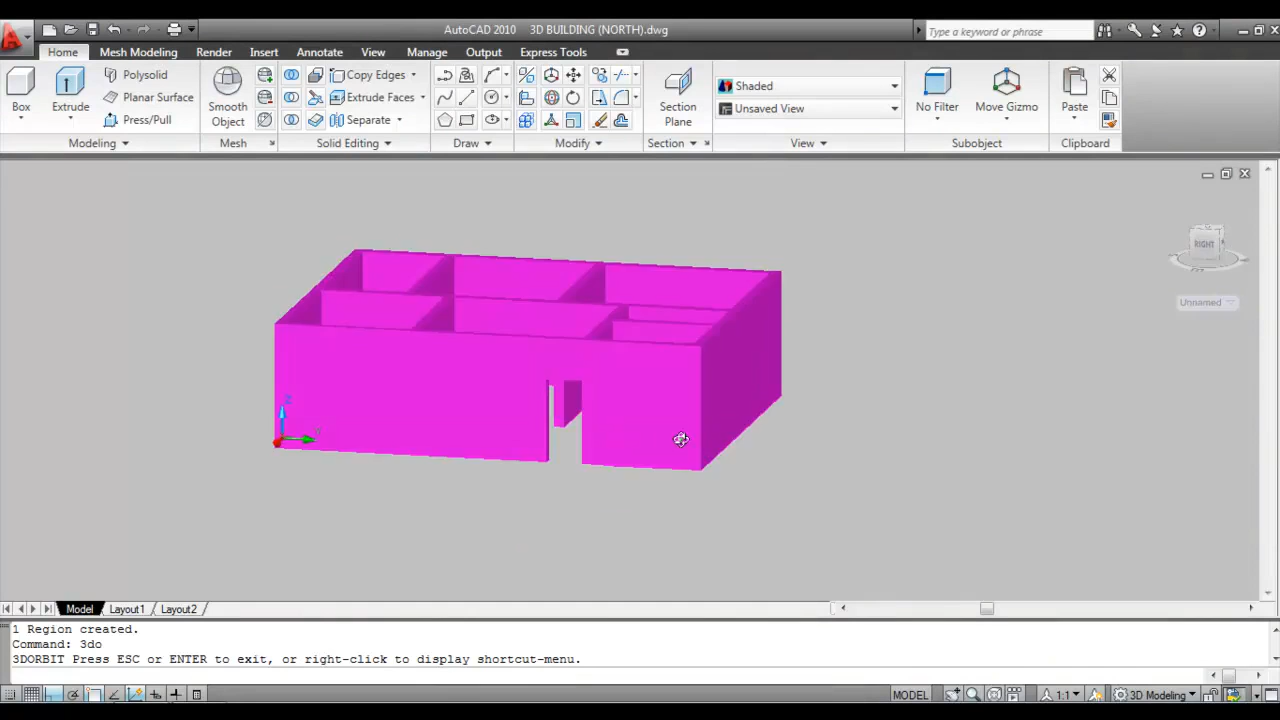 AutoCAD 2010 3D BUILDING (NORTH).dwg
Type a keyword or phrase
Home Mesh Modeling Render Insert Annotate View Manage Output Express Tools
Polysolid Copy Edges Shaded
Planar Surface Extrude Faces Unsaved View
Box Extrude Press/Pull Smooth Object Separate Section Plane No Filter Move Gizmo Paste
Modeling Mesh Solid Editing Draw Modify Section View Subobject Clipboard
RIGHT
Unnamed
Z
Y
Model Layout1 Layout2
1 Region created.
Command: 3do
3DORBIT Press ESC or ENTER to exit, or right-click to display shortcut-menu.
MODEL 1:1 3D Modeling